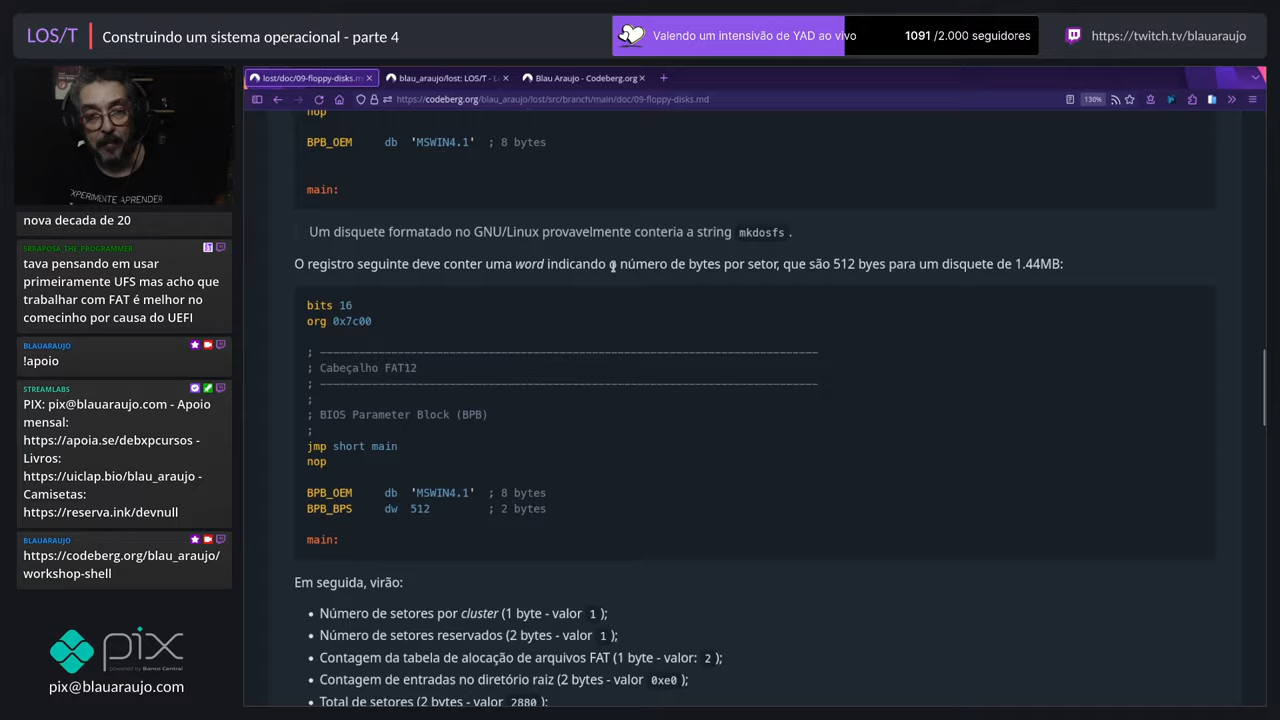 LOS/T
Construindo um sistema operacional - parte 4
Valendo um intensivão de YAD ao vivo
1091 /2.000 seguidores
https://twitch.tv/blauaraujo
lost/doc/09-floppy-disks.m
blau_araujo/lost: LOS/T - L
Blau Araujo - Codeberg.org
https://codeberg.org/blau_araujo/lost/src/branch/main/doc/09-floppy-disks.md
130%
XPERIMENTE APRENDER
nova decada de 20
SRRAPOSA THE PROGRAMMER
tava pensando em usar
primeiramente UFS mas acho que
trabalhar com FAT é melhor no
comecinho por causa do UEFI
BLAUARAUJO
!apoio
STREAMLABS
PIX: pix@blauaraujo.com - Apoio
mensal:
https://apoia.se/debxpcursos -
Livros:
https://uiclap.bio/blau_araujo -
Camisetas:
https://reserva.ink/devnull
BLAUARAUJO
https://codeberg.org/blau_araujo/
workshop-shell
pix
powered by Banco Central
pix@blauaraujo.com
nop
BPB_OEM db 'MSWIN4.1' ; 8 bytes
main:
Um disquete formatado no GNU/Linux provavelmente conteria a string mkdosfs .
O registro seguinte deve conter uma word indicando o número de bytes por setor, que são 512 byes para um disquete de 1.44MB:
bits 16
org 0x7c00
; ------------------------------------------------------------------------------
; Cabeçalho FAT12
; ------------------------------------------------------------------------------
;
; BIOS Parameter Block (BPB)
;
jmp short main
nop
BPB_OEM db 'MSWIN4.1' ; 8 bytes
BPB_BPS dw 512 ; 2 bytes
main:
Em seguida, virão:
• Número de setores por cluster (1 byte - valor 1 );
• Número de setores reservados (2 bytes - valor 1 );
• Contagem da tabela de alocação de arquivos FAT (1 byte - valor: 2 );
• Contagem de entradas no diretório raiz (2 bytes - valor 0xe0 );
• Total de setores (2 bytes - valor 2880 );